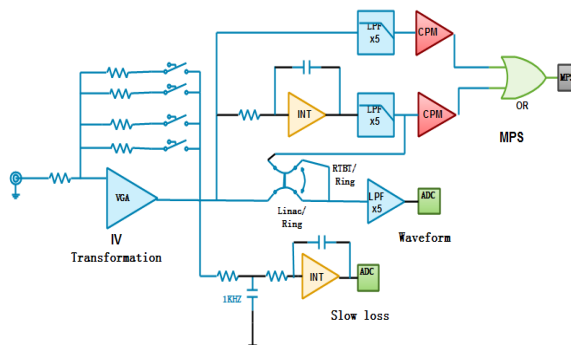 LPF
x5
CPM
INT
LPF
x5
CPM
OR
MPS
MPS
RTBT/
Ring
VGA
Linac/
Ring
LPF
x5
ADC
IV
Transformation
Waveform
INT
ADC
1KHZ
Slow loss